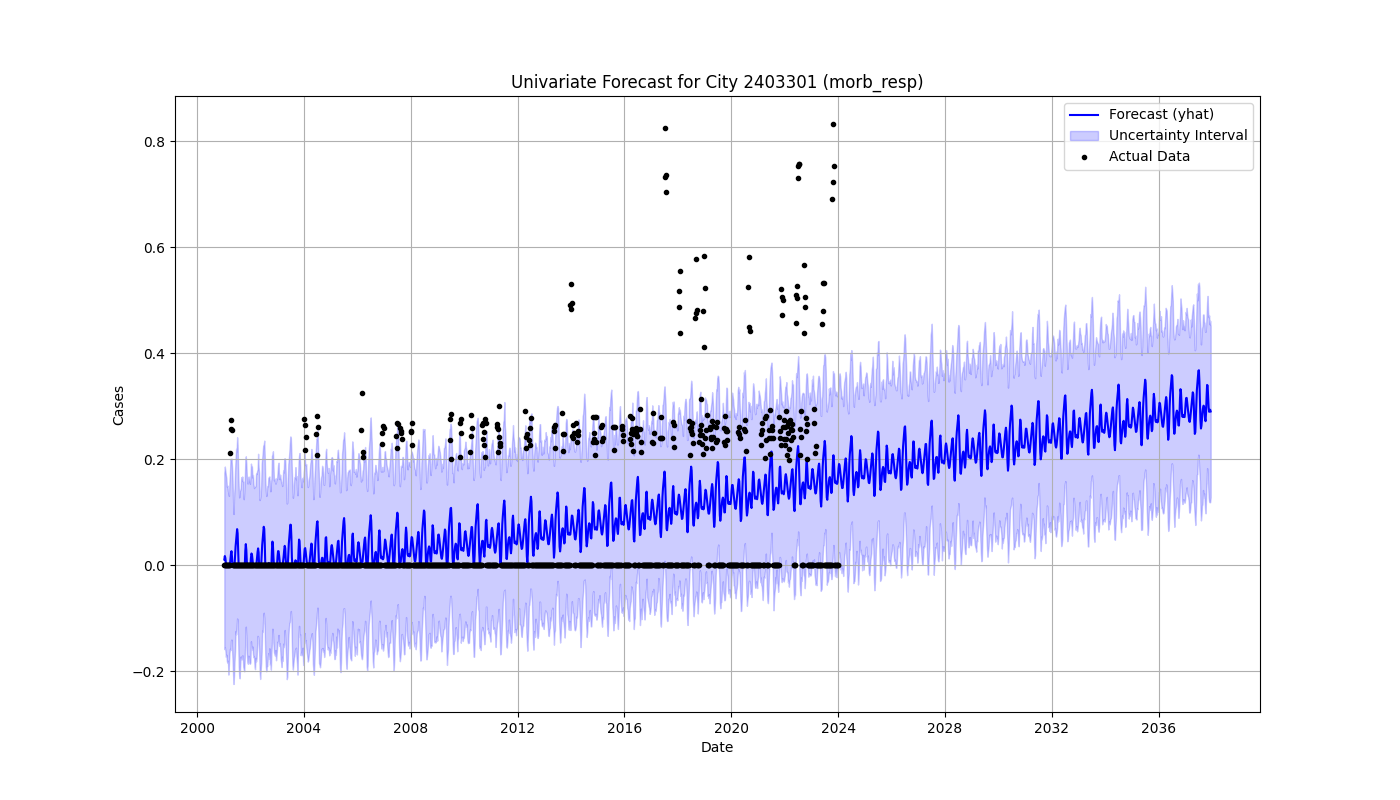 Univariate Forecast for City 2403301 (morb_resp)
Forecast (yhat)
Uncertainty Interval
Actual Data
Cases
0.8
0.6
0.4
0.2
0.0
−0.2
2000 2004 2008 2012 2016 2020 2024 2028 2032 2036
Date